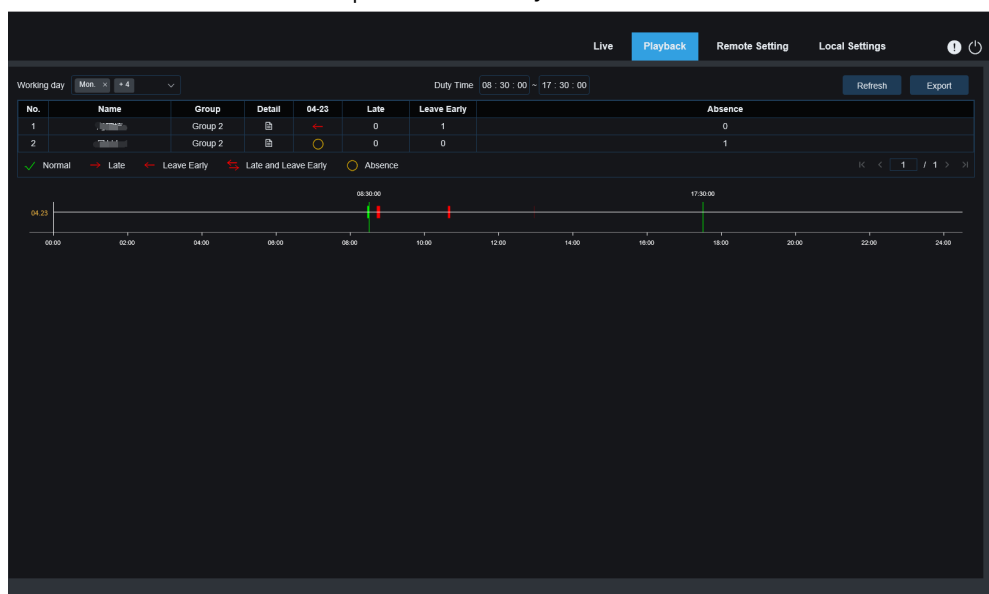 Live Playback Remote Setting Local Settings
Working day Mon. × + 4 Duty Time 08 : 30 : 00 ~ 17 : 30 : 00 Refresh Export
No. Name Group Detail 04-23 Late Leave Early Absence
1 Group 2 0 1 0
2 Group 2 0 0 1
Normal Late Leave Early Late and Leave Early Absence 1 / 1
08:30:00 17:30:00
04.23
00:00 02:00 04:00 06:00 08:00 10:00 12:00 14:00 16:00 18:00 20:00 22:00 24:00